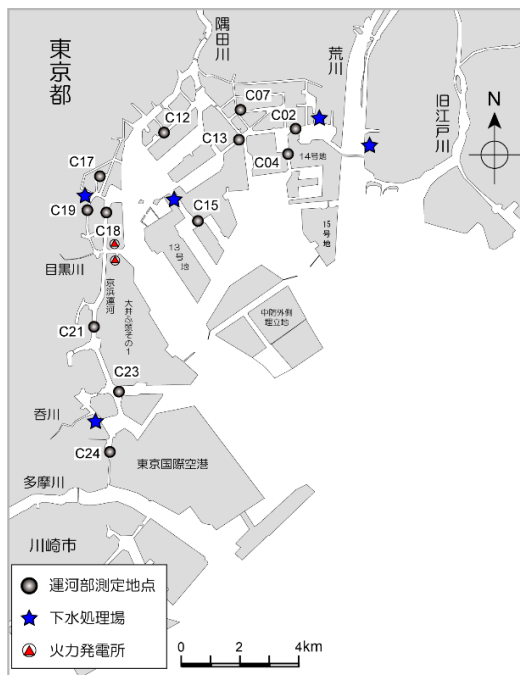 東京都
隅田川
荒川
旧江戸川
N
C07
C02
C12
C13
C04
14号地
C17
C19
C18
C15
13号地
15号地
目黒川
京浜運河
大井ふ頭その1
中防外側
埋立地
C21
C23
呑川
C24
東京国際空港
多摩川
川崎市
運河部測定地点
下水処理場
火力発電所
0 2 4km